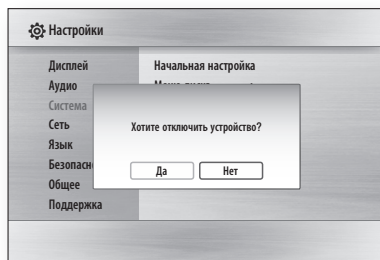 Настройки
Дисплей
Начальная настройка
Аудио
Система
Сеть
Хотите отключить устройство?
Язык
Да
Нет
Общее
Поддержка